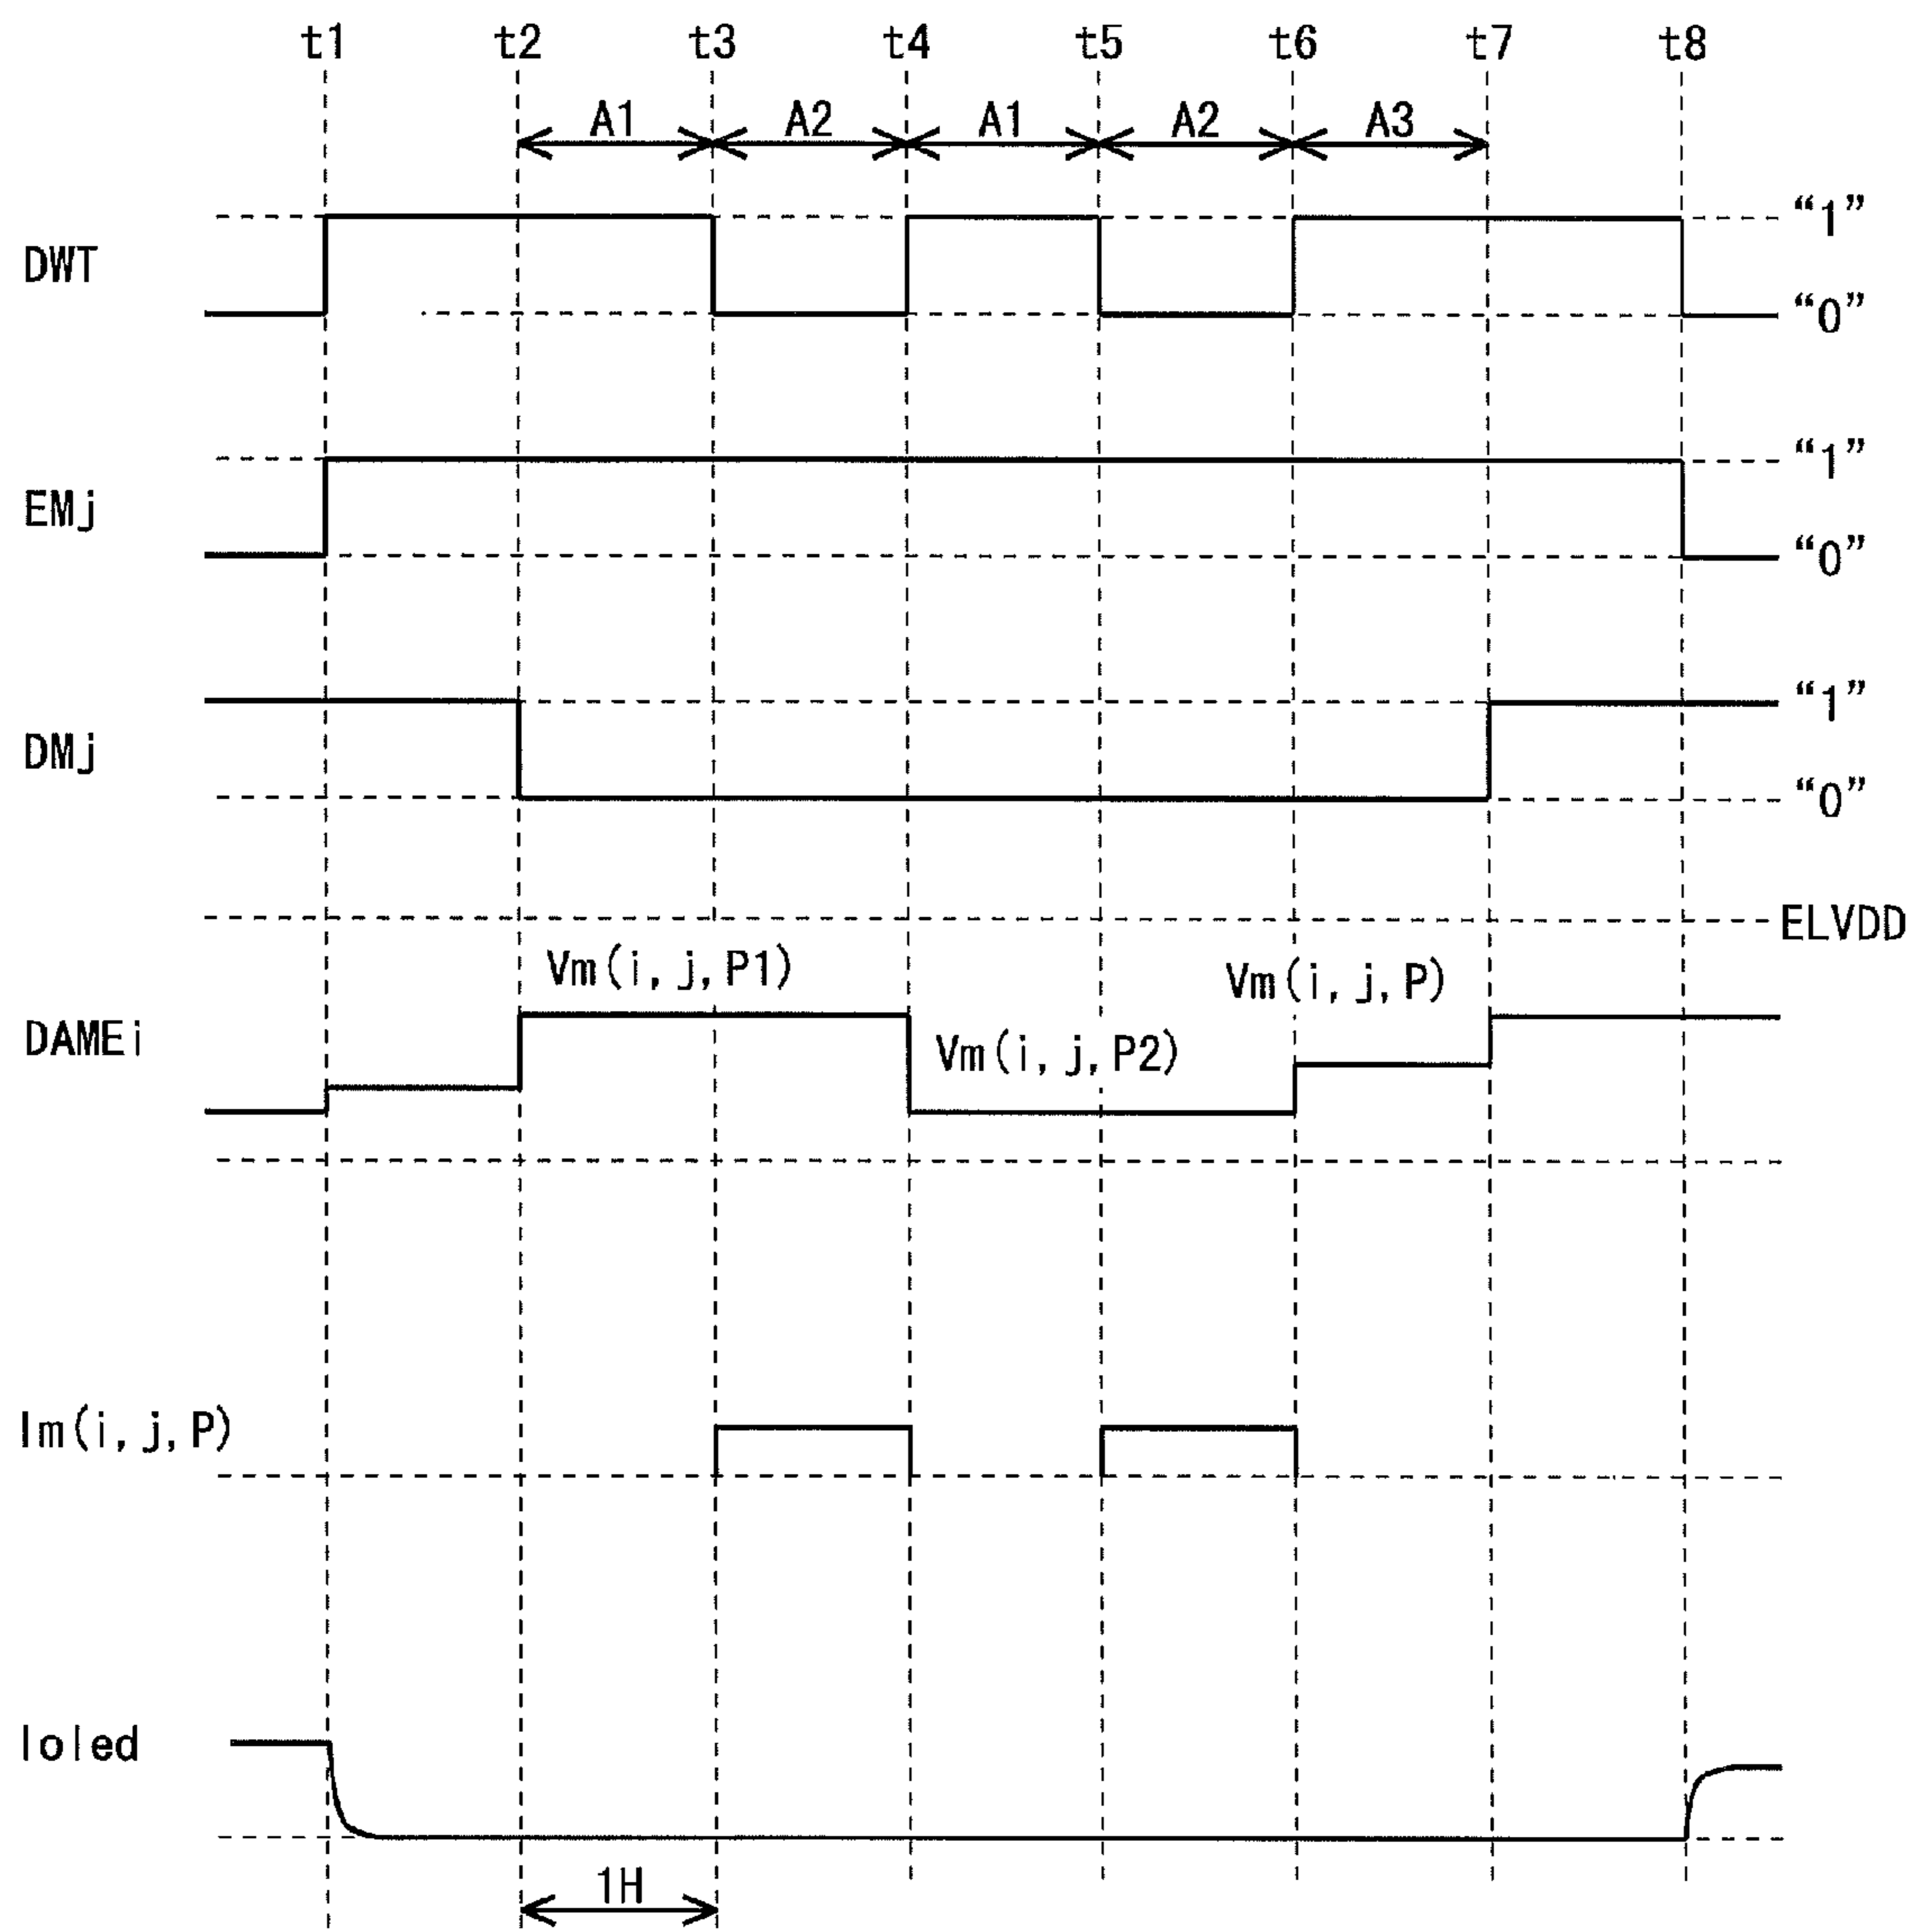 t1 t2 t3 t4 t5 t6 t7 t8
A1 A2 A1 A2 A3
“1”
DWT
“0”
“1”
EMj
“0”
“1”
DMj
“0”
ELVDD
Vm(i, j, P1) Vm(i, j, P)
DAMEi Vm(i, j, P2)
Im(i, j, P)
Ioled
1H